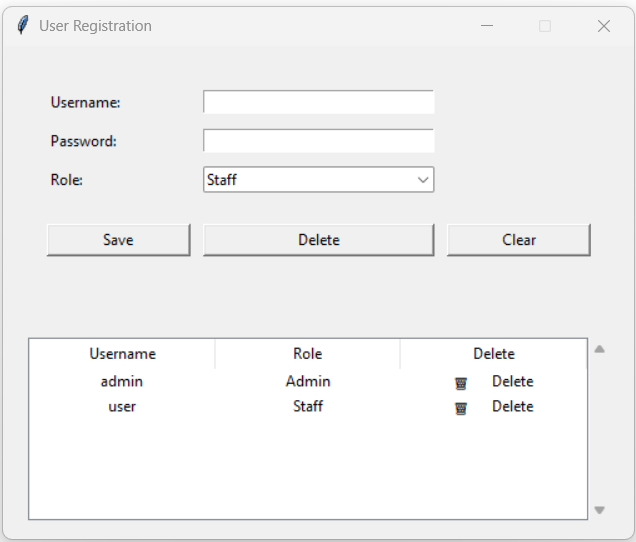 User Registration
Username:
Password:
Role: Staff
Save Delete Clear
Username Role Delete
admin Admin Delete
user Staff Delete